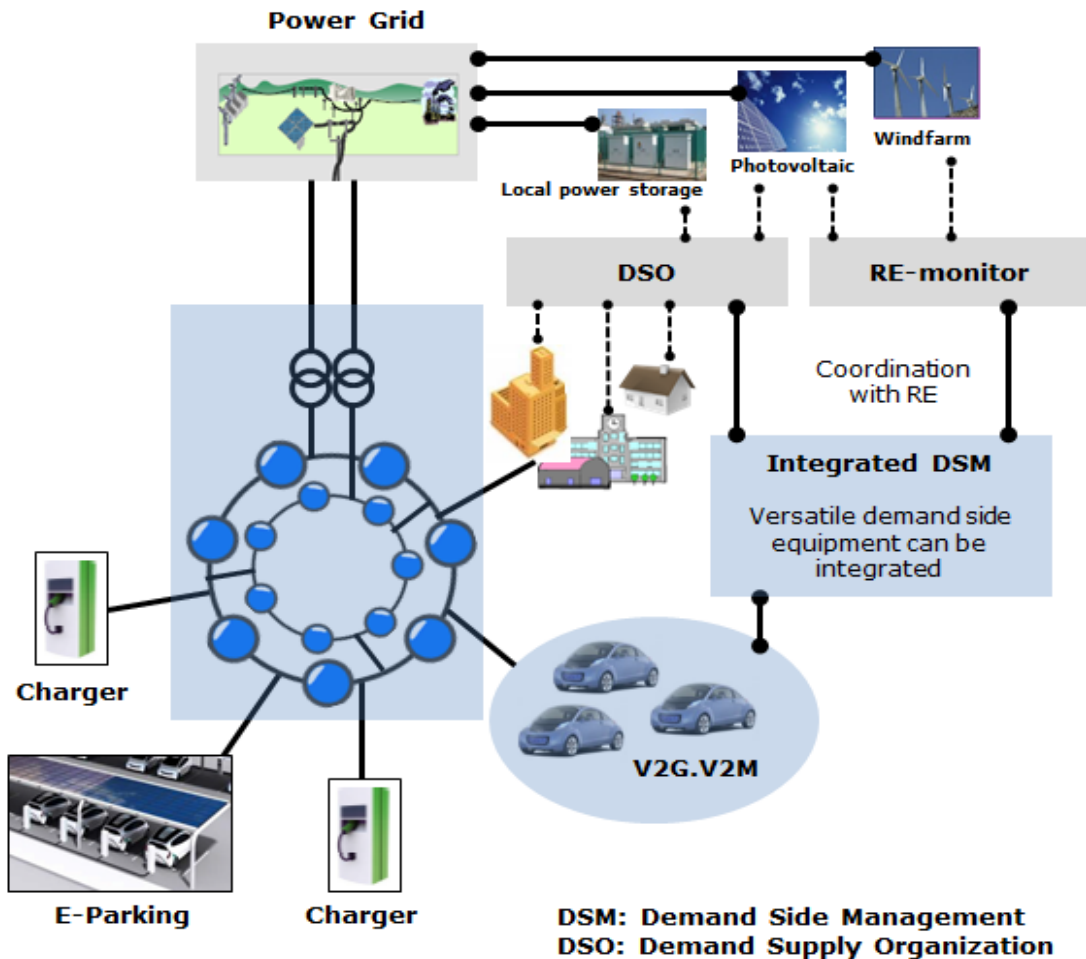 Power Grid
Windfarm
Photovoltaic
Local power storage
DSO
RE-monitor
Coordination
with RE
Integrated DSM
Versatile demand side
equipment can be
integrated
Charger
V2G.V2M
E-Parking
Charger
DSM: Demand Side Management
DSO: Demand Supply Organization